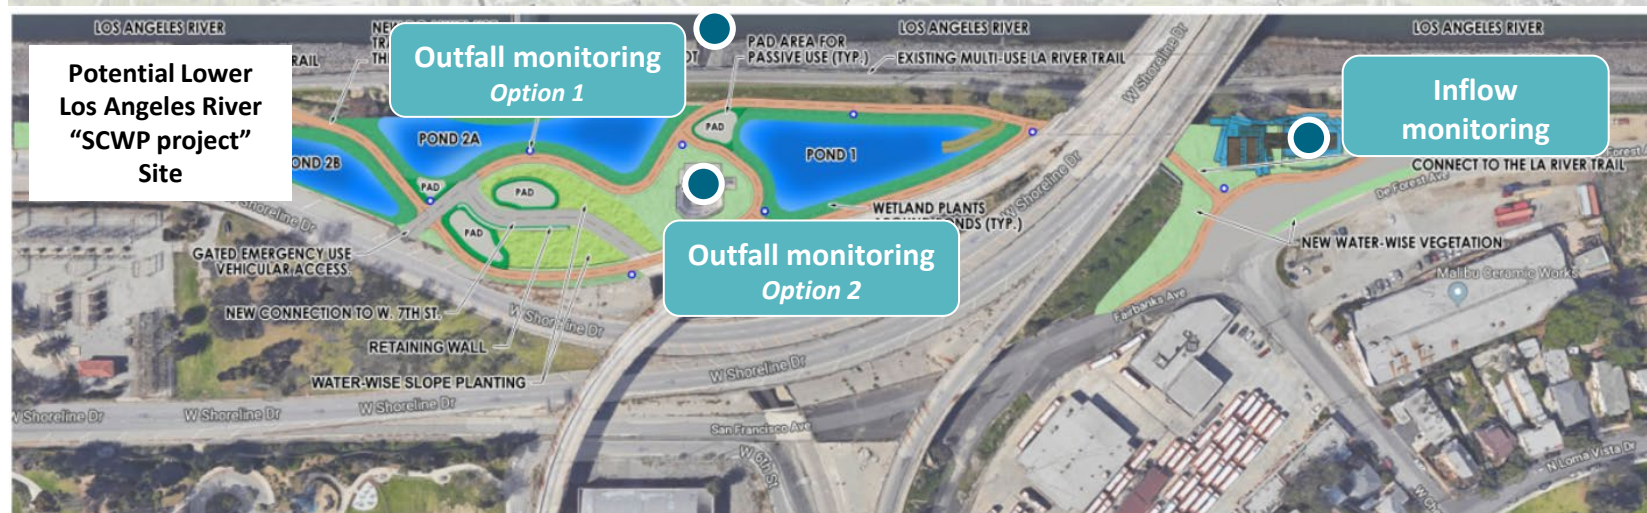 LOS ANGELES RIVER
LOS ANGELES RIVER
LOS ANGELES RIVER
Potential Lower
Los Angeles River
“SCWP project”
Site
RAIL
Outfall monitoring
Option 1
PAD AREA FOR
PASSIVE USE (TYP.)
EXISTING MULTI-USE LA RIVER TRAIL
W Shoreline Dr
Inflow
monitoring
CONNECT TO THE LA RIVER TRAIL
De Forest Ave
POND 2A
POND 2B
PAD
POND 1
PAD
PAD
PAD
W Shoreline Dr
W Shoreline Dr
WETLAND PLANTS
PONDS (TYP.)
Outfall monitoring
Option 2
GATED EMERGENCY USE
VEHICULAR ACCESS.
NEW WATER-WISE VEGETATION
Malibu Ceramic Works
NEW CONNECTION TO W. 7TH ST.
W Shoreline Dr
Fairbanks Ave
RETAINING WALL
WATER-WISE SLOPE PLANTING
W Shoreline Dr
W Shoreline Dr
W Shoreline Dr
W Shoreline Dr
San Francisco Ave
W 6th St
N Loma Vista Dr